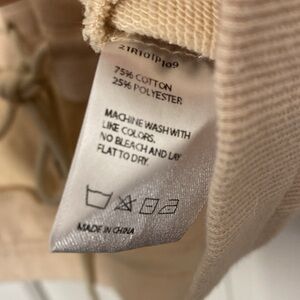 21R101P109
75% COTTON
25% POLYESTER
MACHINE WASH WITH
LIKE COLORS.
NO BLEACH AND LAY
FLAT TO DRY.
MADE IN CHINA